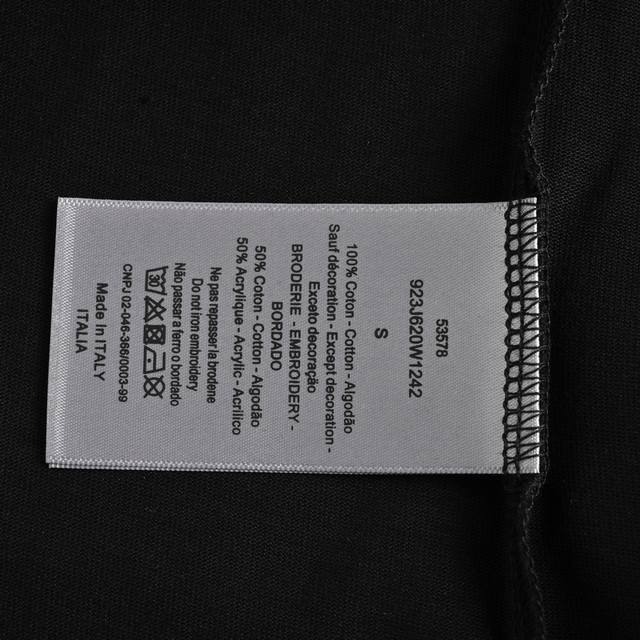 53578
923J620W1242
S
100% Coton - Cotton - Algodão
Sauf décoration - Except decoration -
Exceto decoração
BRODERIE - EMBROIDERY -
BORDADO
50% Coton - Cotton - Algodão
50% Acrylique - Acrylic - Acrílico
Ne pas repasser la broderie
Do not iron embroidery
Não passar a ferro o bordado
CNPJ 02-046-386/0003-99
Made In ITALY
ITALIA